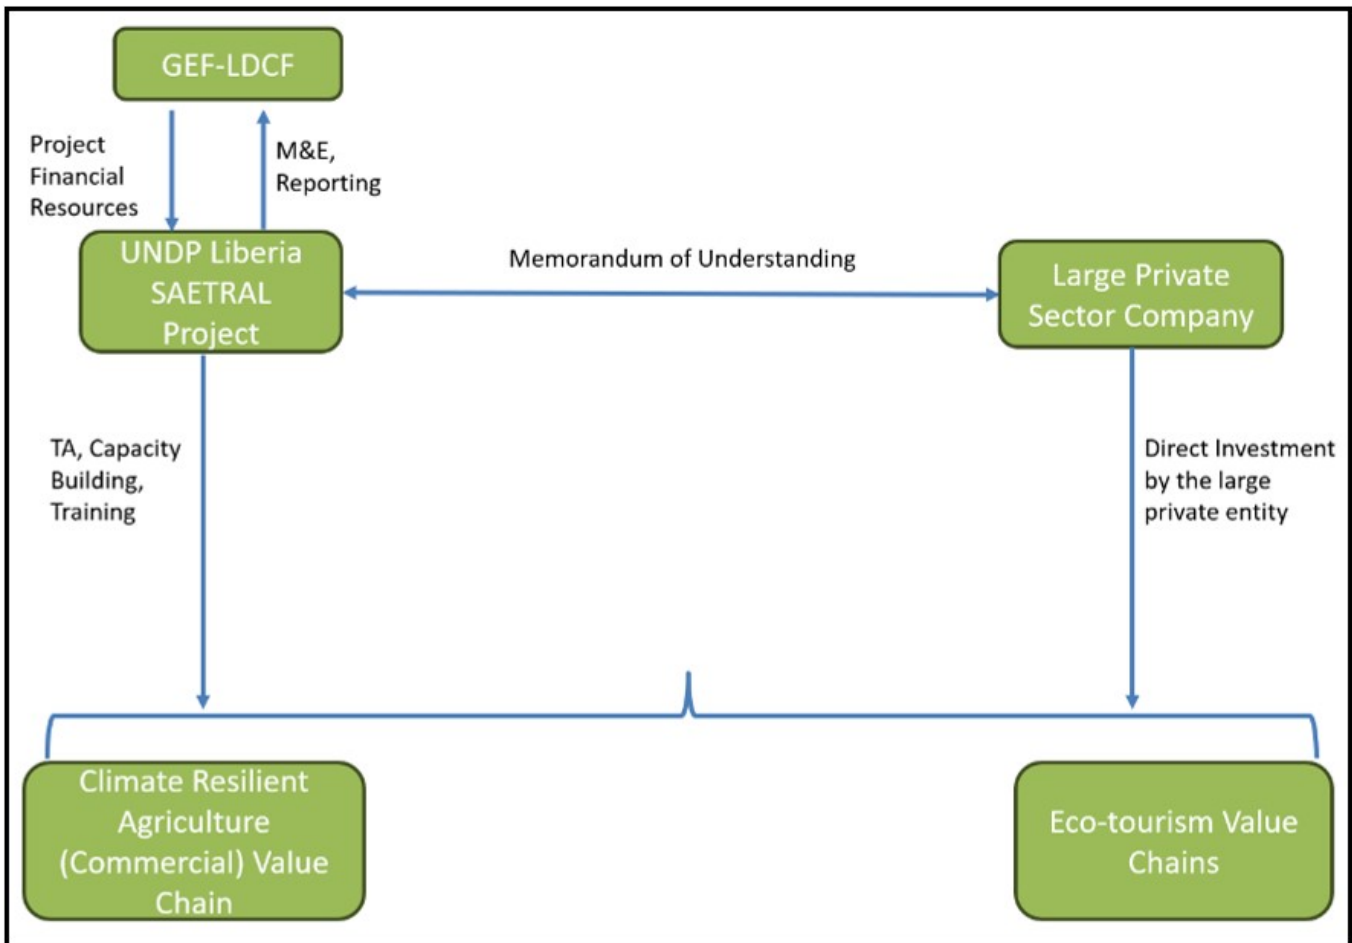 GEF-LDCF
Project
Financial
Resources
M&E,
Reporting
UNDP Liberia
SAETRAL
Project
Memorandum of Understanding
Large Private
Sector Company
TA, Capacity
Building,
Training
Direct Investment
by the large
private entity
Climate Resilient
Agriculture
(Commercial) Value
Chain
Eco-tourism Value
Chains